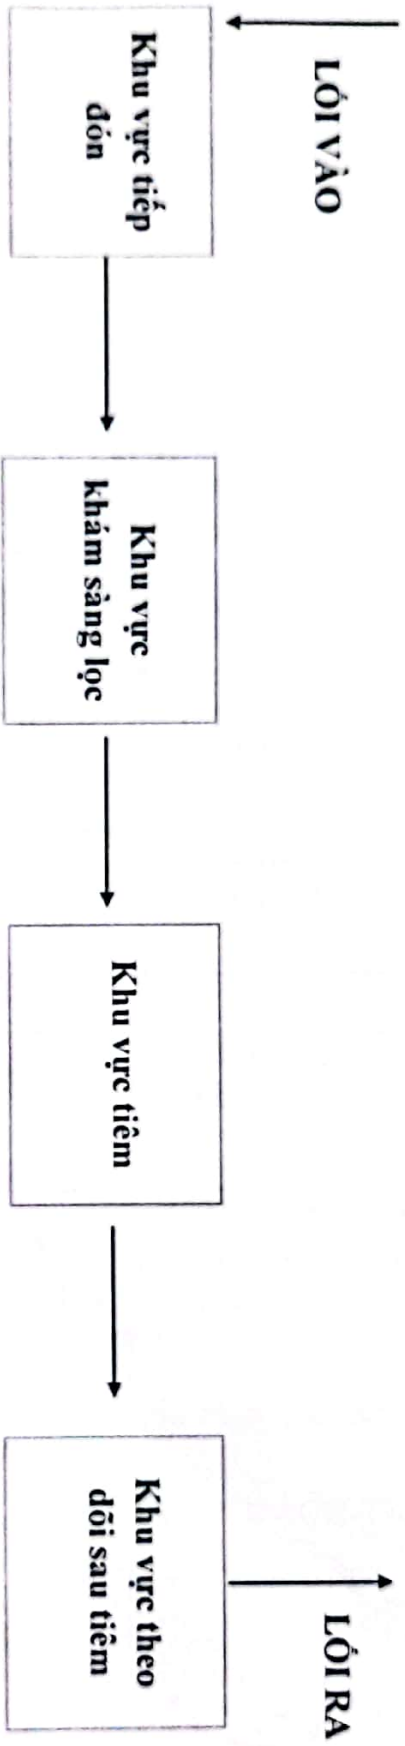 LỐI VÀO
Khu vực tiếp
đón
Khu vực
khám sàng lọc
Khu vực tiêm
Khu vực theo
dõi sau tiêm
LỐI RA